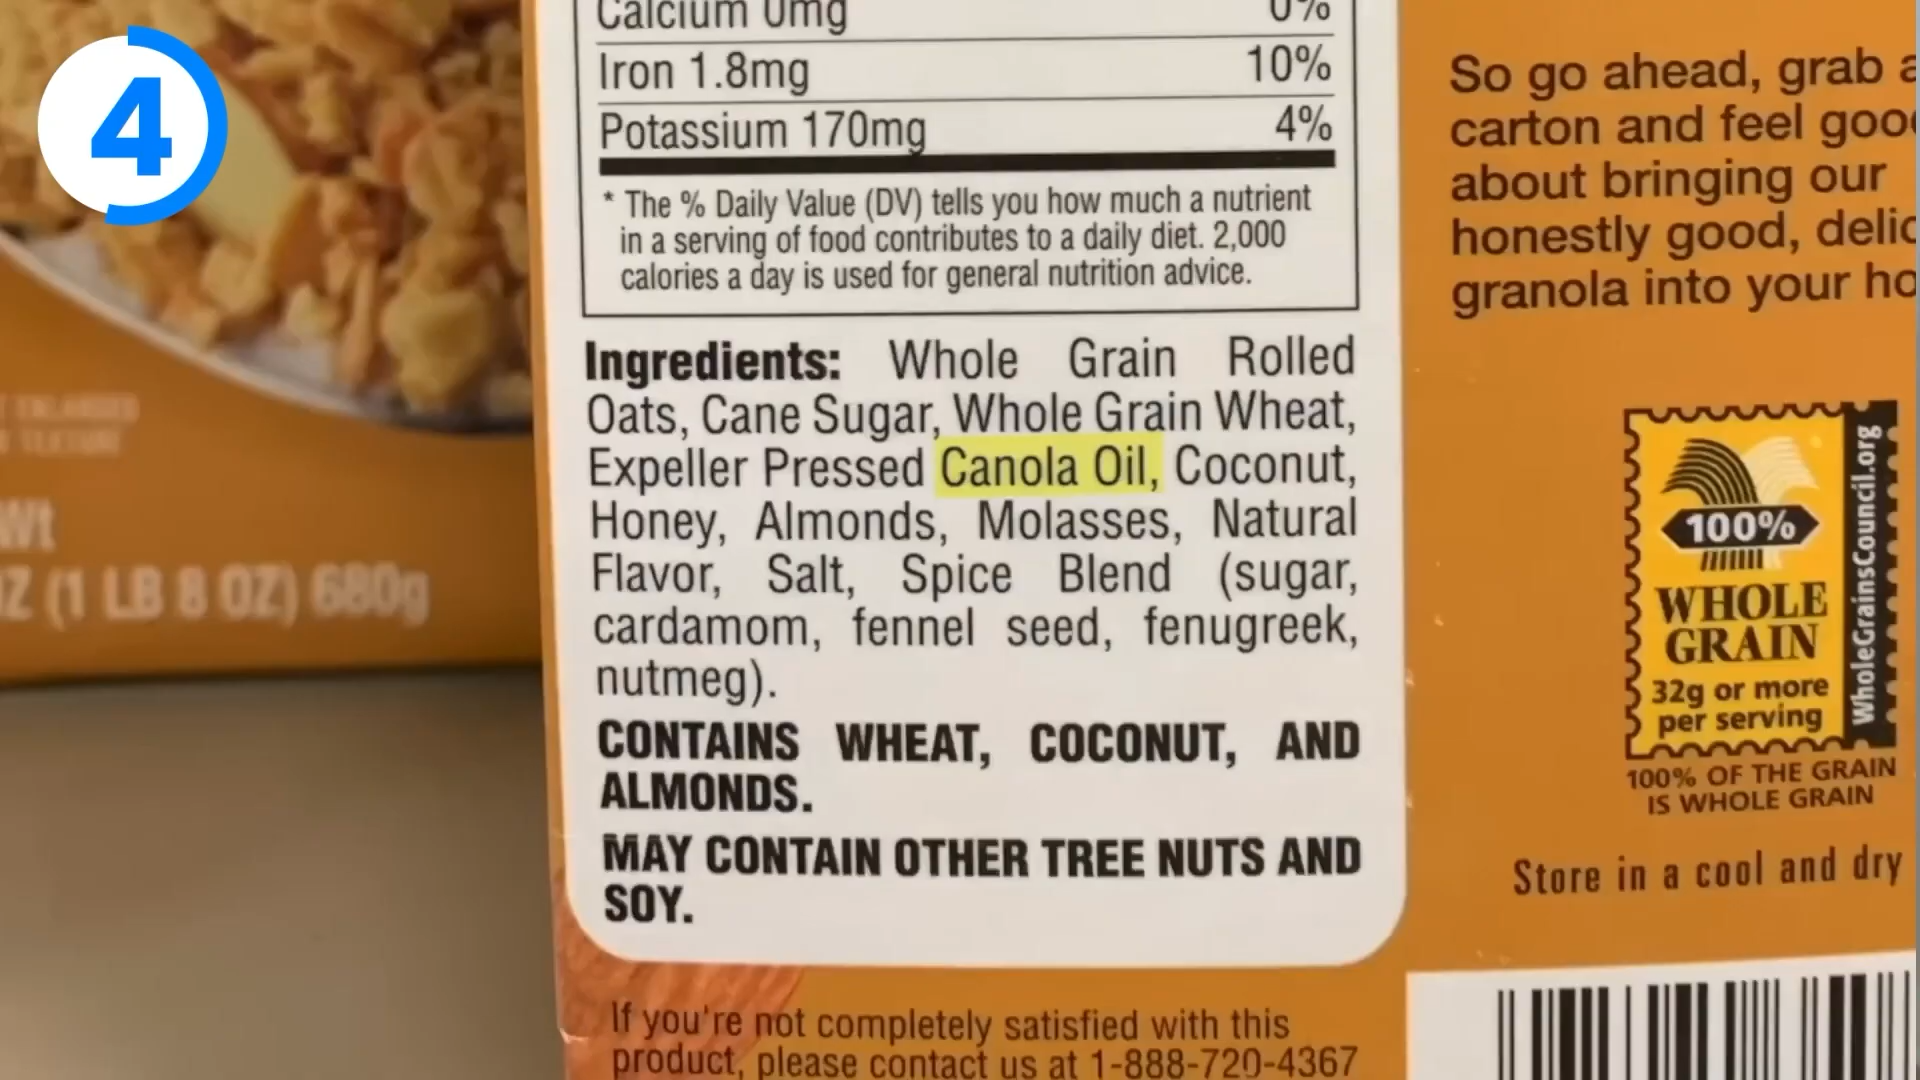 4
Calcium 0mg 0%
Iron 1.8mg 10%
Potassium 170mg 4%
* The % Daily Value (DV) tells you how much a nutrient
in a serving of food contributes to a daily diet. 2,000
calories a day is used for general nutrition advice.
Ingredients: Whole Grain Rolled
Oats, Cane Sugar, Whole Grain Wheat,
Expeller Pressed Canola Oil, Coconut,
Honey, Almonds, Molasses, Natural
Flavor, Salt, Spice Blend (sugar,
cardamom, fennel seed, fenugreek,
nutmeg).
CONTAINS WHEAT, COCONUT, AND
ALMONDS.
MAY CONTAIN OTHER TREE NUTS AND
SOY.
If you're not completely satisfied with this
product, please contact us at 1-888-720-4367
So go ahead, grab a
carton and feel
about bringing our
honestly good,
granola into your
100%
WHOLE
GRAIN
32g or more
per serving
WholeGrainsCouncil.org
100% OF THE GRAIN
IS WHOLE GRAIN
Store in a cool and dry
ENLARGED
TEXTURE
Wt
OZ (1 LB 8 OZ) 680g